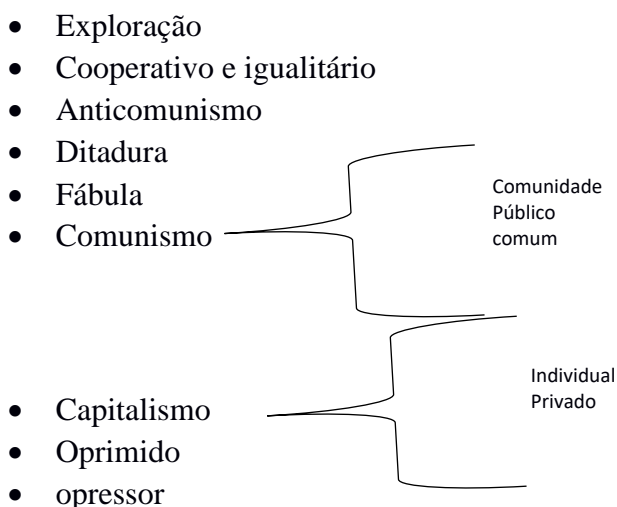 • Exploração
• Cooperativo e igualitário
• Anticomunismo
• Ditadura
• Fábula
• Comunismo
Comunidade
Público
comum
• Capitalismo
Individual
Privado
• Oprimido
• opressor